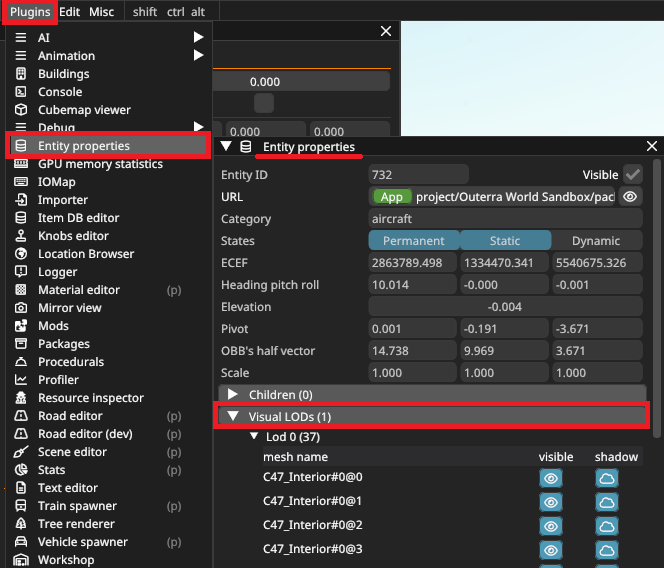 Plugins Edit Misc shift ctrl alt
AI
Animation
Buildings
Console
Cubemap viewer
Debug
Entity properties
GPU memory statistics
IOMap
Importer
Item DB editor
Knobs editor
Location Browser
Logger
Material editor (p)
Mirror view
Mods
Packages
Procedurals
Profiler
Resource inspector
Road editor (p)
Road editor (dev) (p)
Scene editor (p)
Stats (p)
Text editor
Train spawner (p)
Tree renderer
Vehicle spawner (p)
Workshop
0.000
0.000 0.000
Entity properties
Entity ID 732 Visible
URL App project/Outerra World Sandbox/pac
Category aircraft
States Permanent Static Dynamic
ECEF 2863789.498 1334470.341 5540675.326
Heading pitch roll 10.014 -0.000 -0.001
Elevation -0.004
Pivot 0.001 -0.191 -3.671
OBB's half vector 14.738 9.969 3.671
Scale 1.000 1.000 1.000
Children (0)
Visual LODs (1)
Lod 0 (37)
mesh name visible shadow
C47_Interior#0@0
C47_Interior#0@1
C47_Interior#0@2
C47_Interior#0@3